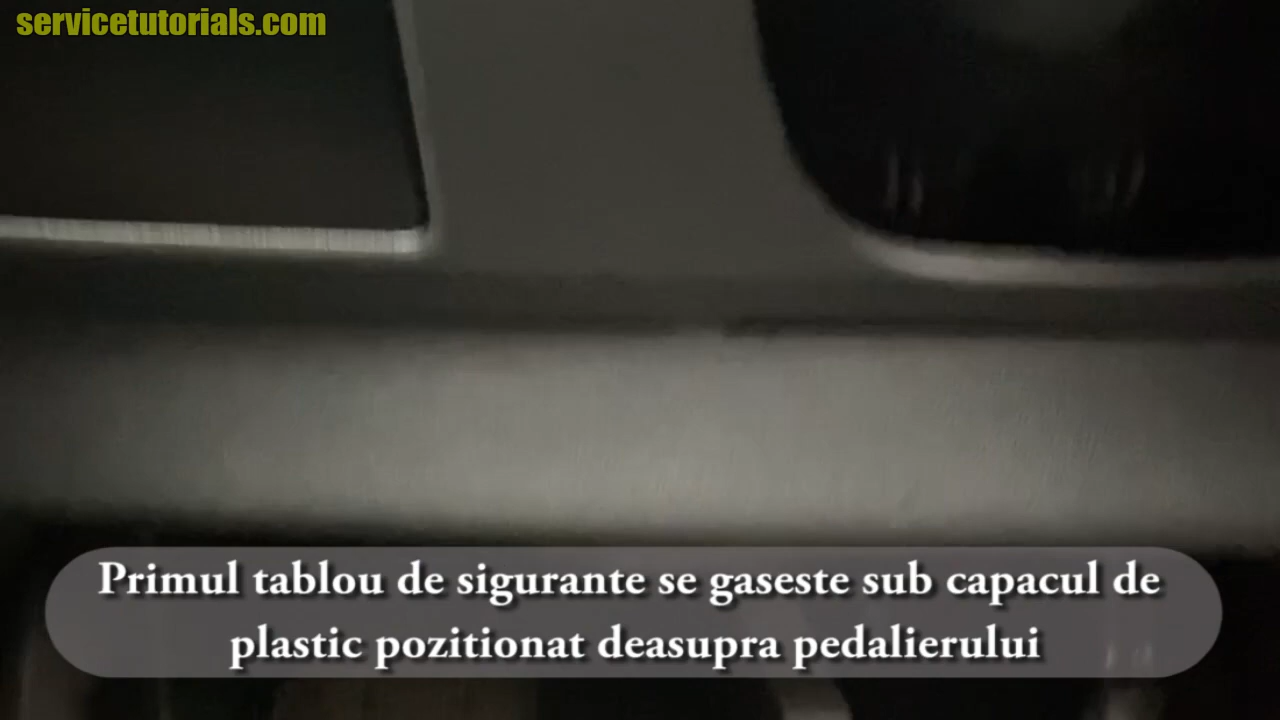 servicetutorials.com
Primul tablou de sigurante se gaseste sub capacul de
plastic pozitionat deasupra pedalierului